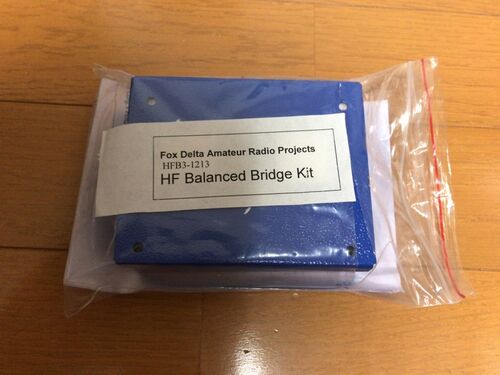 Fox Delta Amateur Radio Projects
HFB3-1213
HF Balanced Bridge Kit